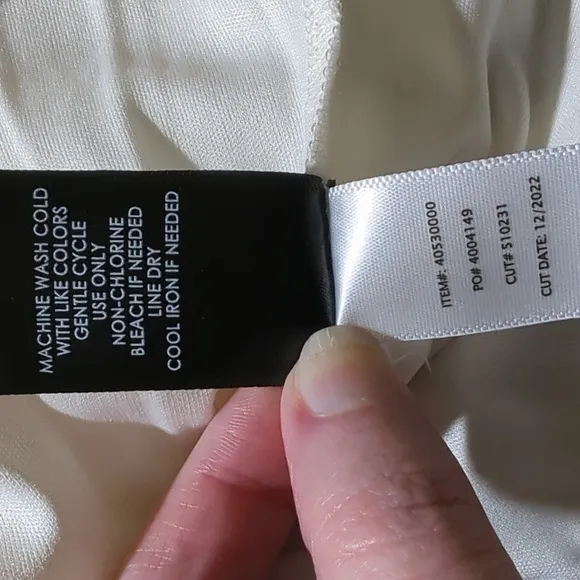 MACHINE WASH COLD
WITH LIKE COLORS
GENTLE CYCLE
USE ONLY
NON-CHLORINE
BLEACH IF NEEDED
LINE DRY
COOL IRON IF NEEDED
ITEM#: 40530000
PO# 4004149
CUT# 510231
CUT DATE: 12/2022